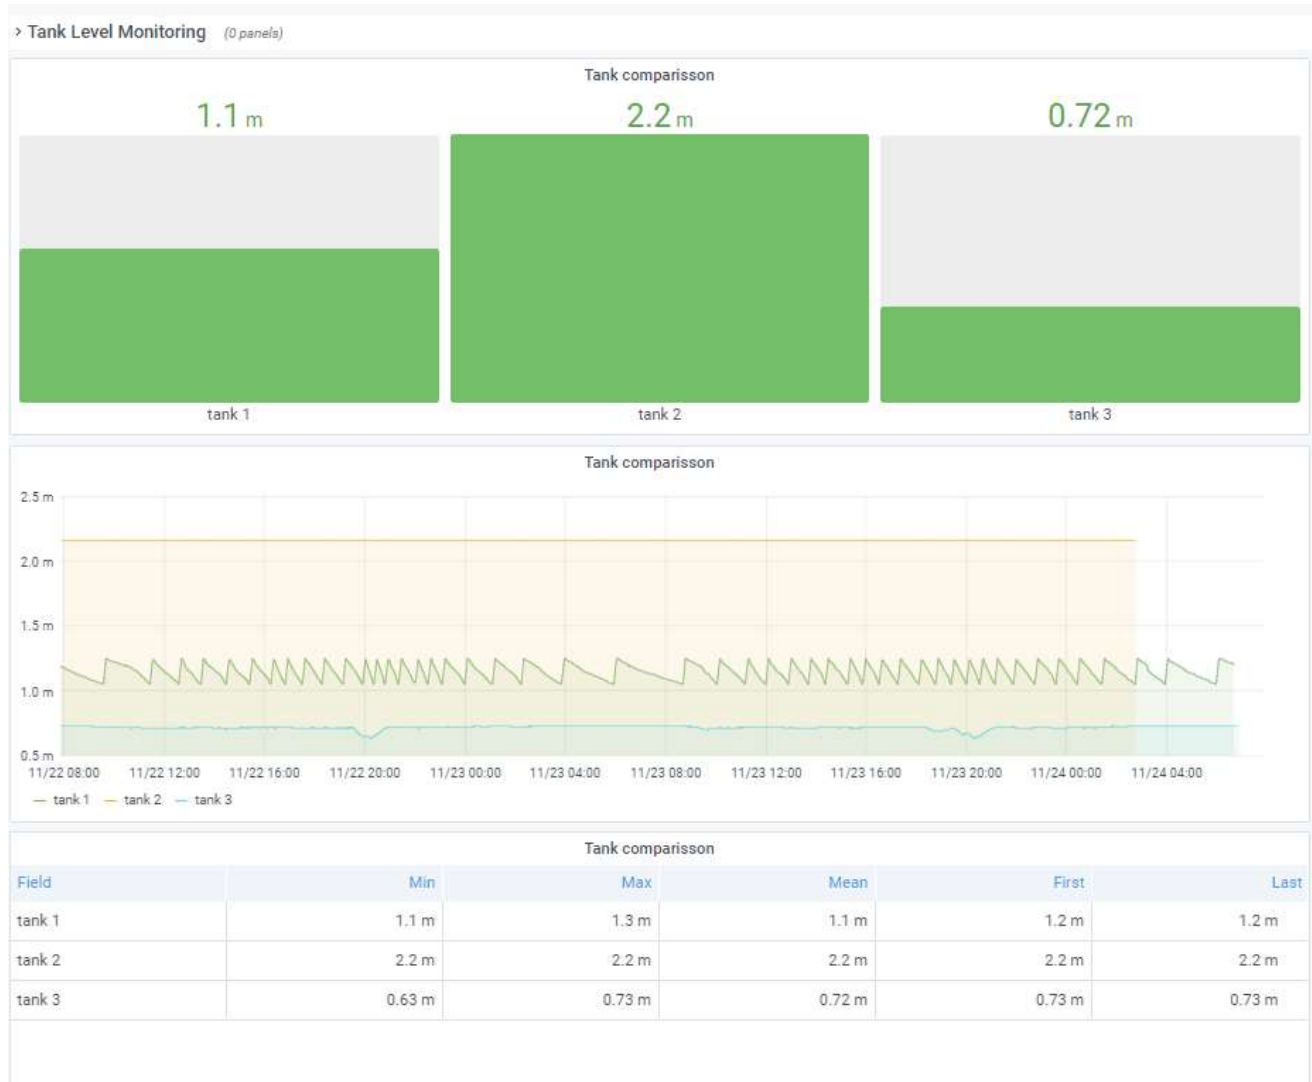 > Tank Level Monitoring (0 panels)
Tank comparisson
1.1 m 2.2 m 0.72 m
tank 1 tank 2 tank 3
Tank comparisson
2.5 m
2.0 m
1.5 m
1.0 m
0.5 m
11/22 08:00 11/22 12:00 11/22 16:00 11/22 20:00 11/23 00:00 11/23 04:00 11/23 08:00 11/23 12:00 11/23 16:00 11/23 20:00 11/24 00:00 11/24 04:00
tank 1 tank 2 tank 3
Tank comparisson
Field Min Max Mean First Last
tank 1 1.1 m 1.3 m 1.1 m 1.2 m 1.2 m
tank 2 2.2 m 2.2 m 2.2 m 2.2 m 2.2 m
tank 3 0.63 m 0.73 m 0.72 m 0.73 m 0.73 m